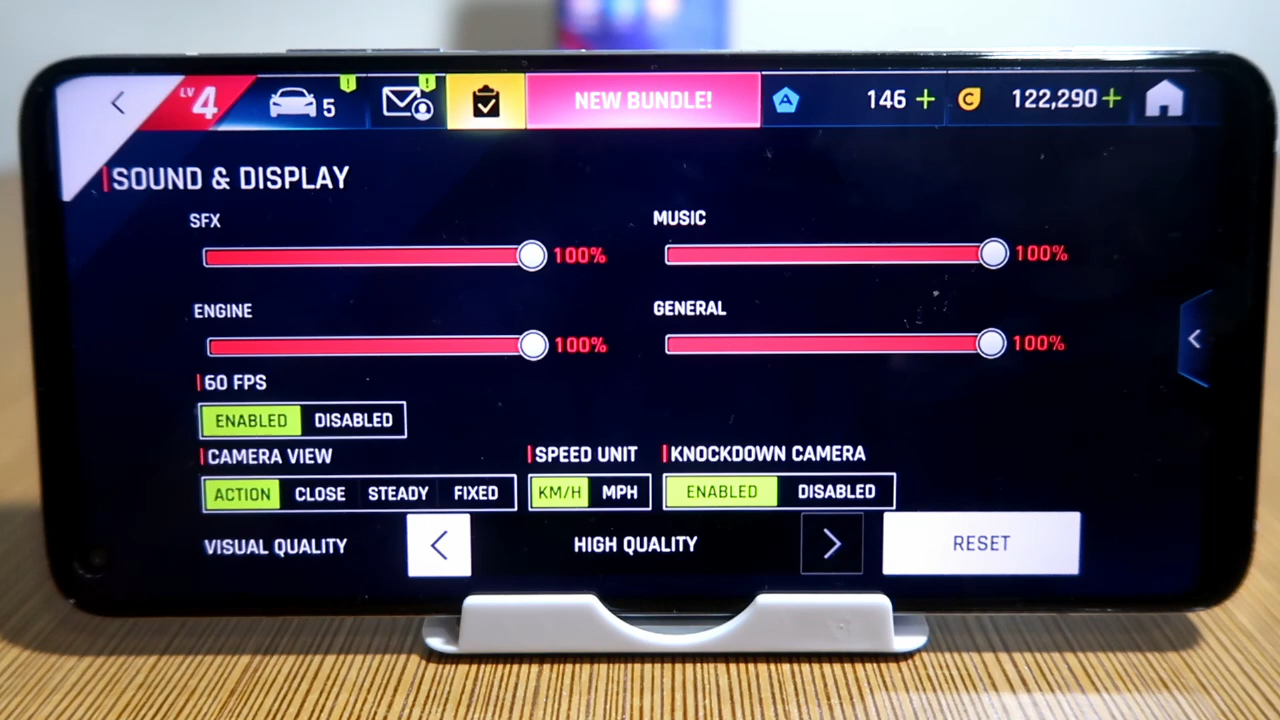 LV 4 ! 5 ! NEW BUNDLE! A 146 + C 122,290 +
SOUND & DISPLAY
SFX MUSIC
100% 100%
ENGINE GENERAL
100% 100%
60 FPS
ENABLED DISABLED
CAMERA VIEW SPEED UNIT KNOCKDOWN CAMERA
ACTION CLOSE STEADY FIXED KM/H MPH ENABLED DISABLED
VISUAL QUALITY HIGH QUALITY RESET